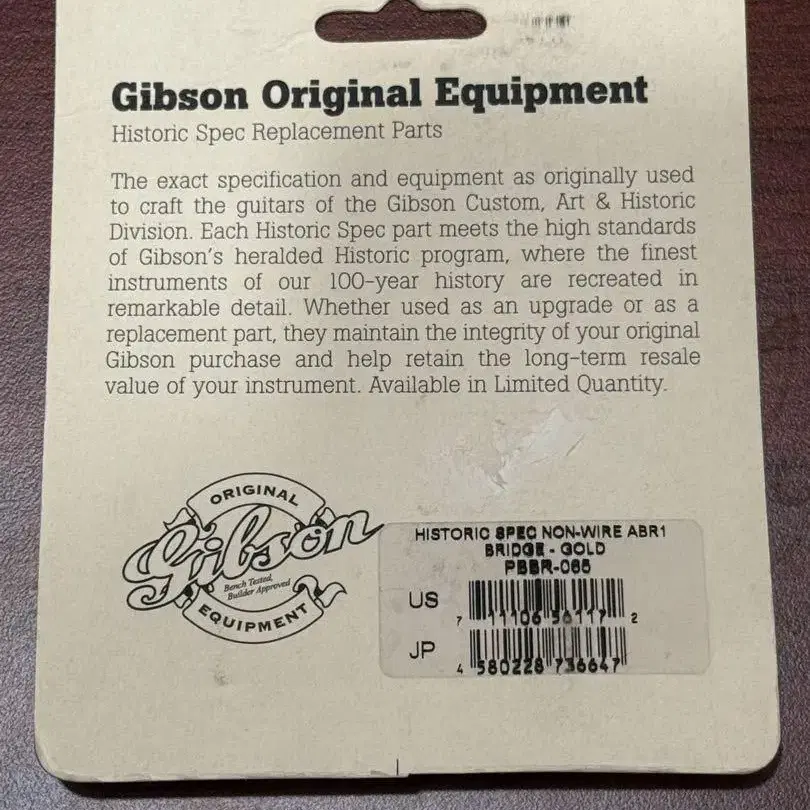 Gibson Original Equipment
Historic Spec Replacement Parts
The exact specification and equipment as originally used
to craft the guitars of the Gibson Custom, Art & Historic
Division. Each Historic Spec part meets the high standards
of Gibson's heralded Historic program, where the finest
instruments of our 100-year history are recreated in
remarkable detail. Whether used as an upgrade or as a
replacement part, they maintain the integrity of your original
Gibson purchase and help retain the long-term resale
value of your instrument. Available in Limited Quantity.
ORIGINAL
Gibson
Bench Tested,
Builder Approved
EQUIPMENT
HISTORIC SPEC NON-WIRE ABR1
BRIDGE - GOLD
PBBR-065
US
7 11106 56117 2
JP
4 580228 736647